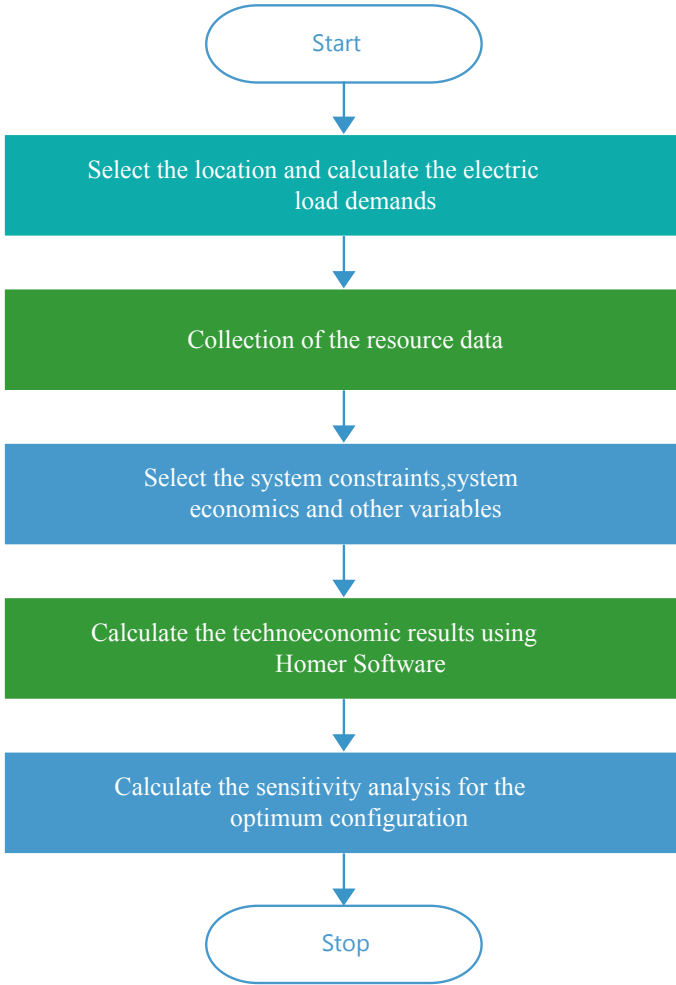 Start
Select the location and calculate the electric
load demands
Collection of the resource data
Select the system constraints,system
economics and other variables
Calculate the technoeconomic results using
Homer Software
Calculate the sensitivity analysis for the
optimum configuration
Stop